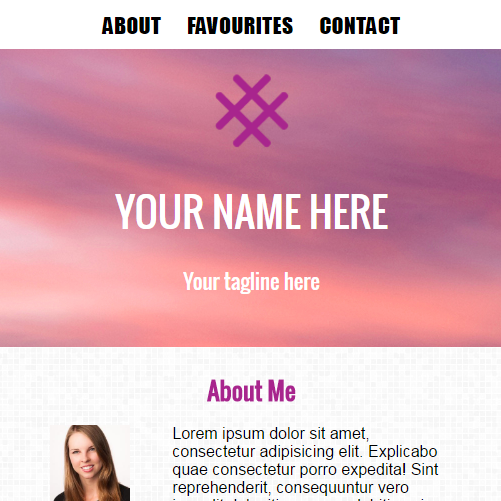 ABOUT FAVOURITES CONTACT
YOUR NAME HERE
Your tagline here
About Me
Lorem ipsum dolor sit amet,
consectetur adipisicing elit. Explicabo
quae consectetur porro expedita! Sint
reprehenderit, consequuntur vero